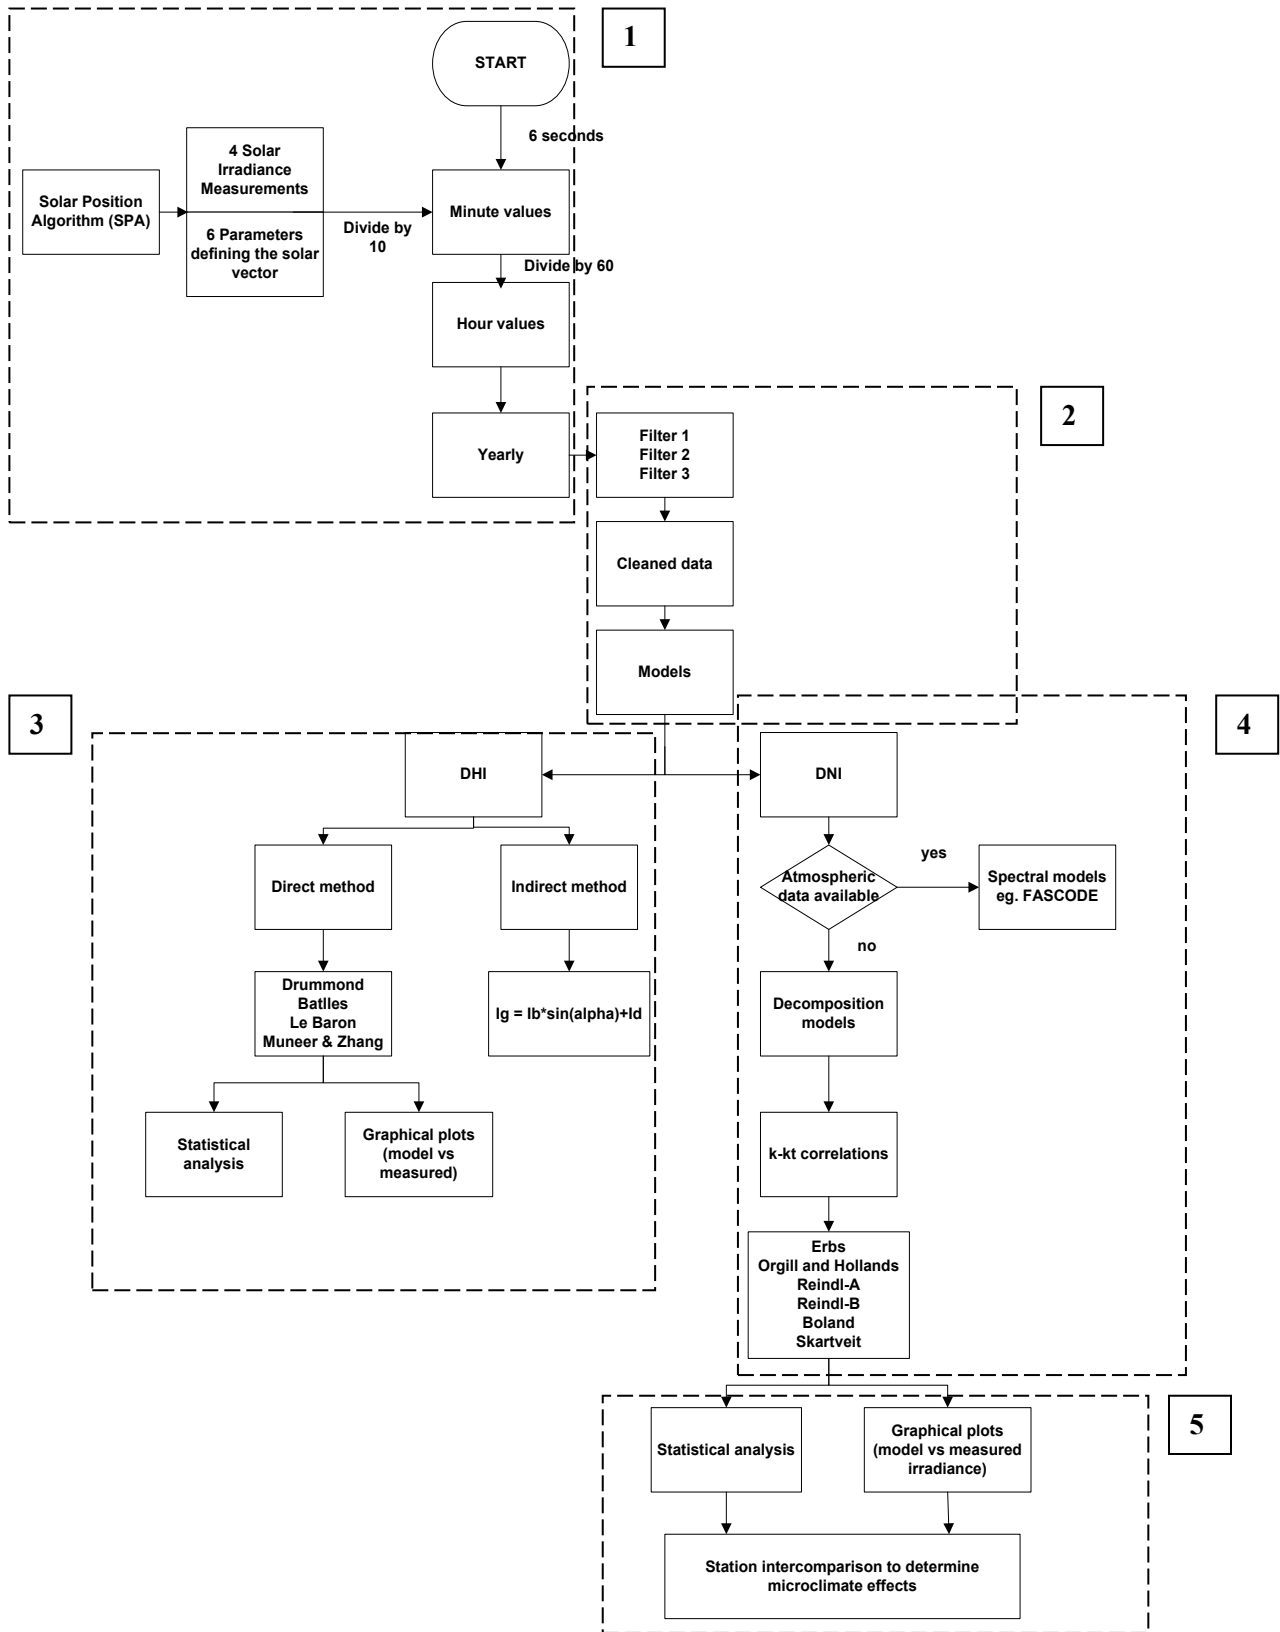 1
START
6 seconds
4 Solar
Irradiance
Measurements
Solar Position
Algorithm (SPA)
6 Parameters
defining the solar
vector
Divide by
10
Minute values
Divide by 60
Hour values
Yearly
2
Filter 1
Filter 2
Filter 3
Cleaned data
Models
3
DHI
Direct method
Indirect method
Drummond
Batlles
Le Baron
Muneer & Zhang
Ig = Ib*sin(alpha)+Id
Statistical
analysis
Graphical plots
(model vs
measured)
4
DNI
Atmospheric
data available
yes
Spectral models
eg. FASCODE
no
Decomposition
models
k-kt correlations
Erbs
Orgill and Hollands
Reindl-A
Reindl-B
Boland
Skartveit
5
Statistical analysis
Graphical plots
(model vs measured
irradiance)
Station intercomparison to determine
microclimate effects